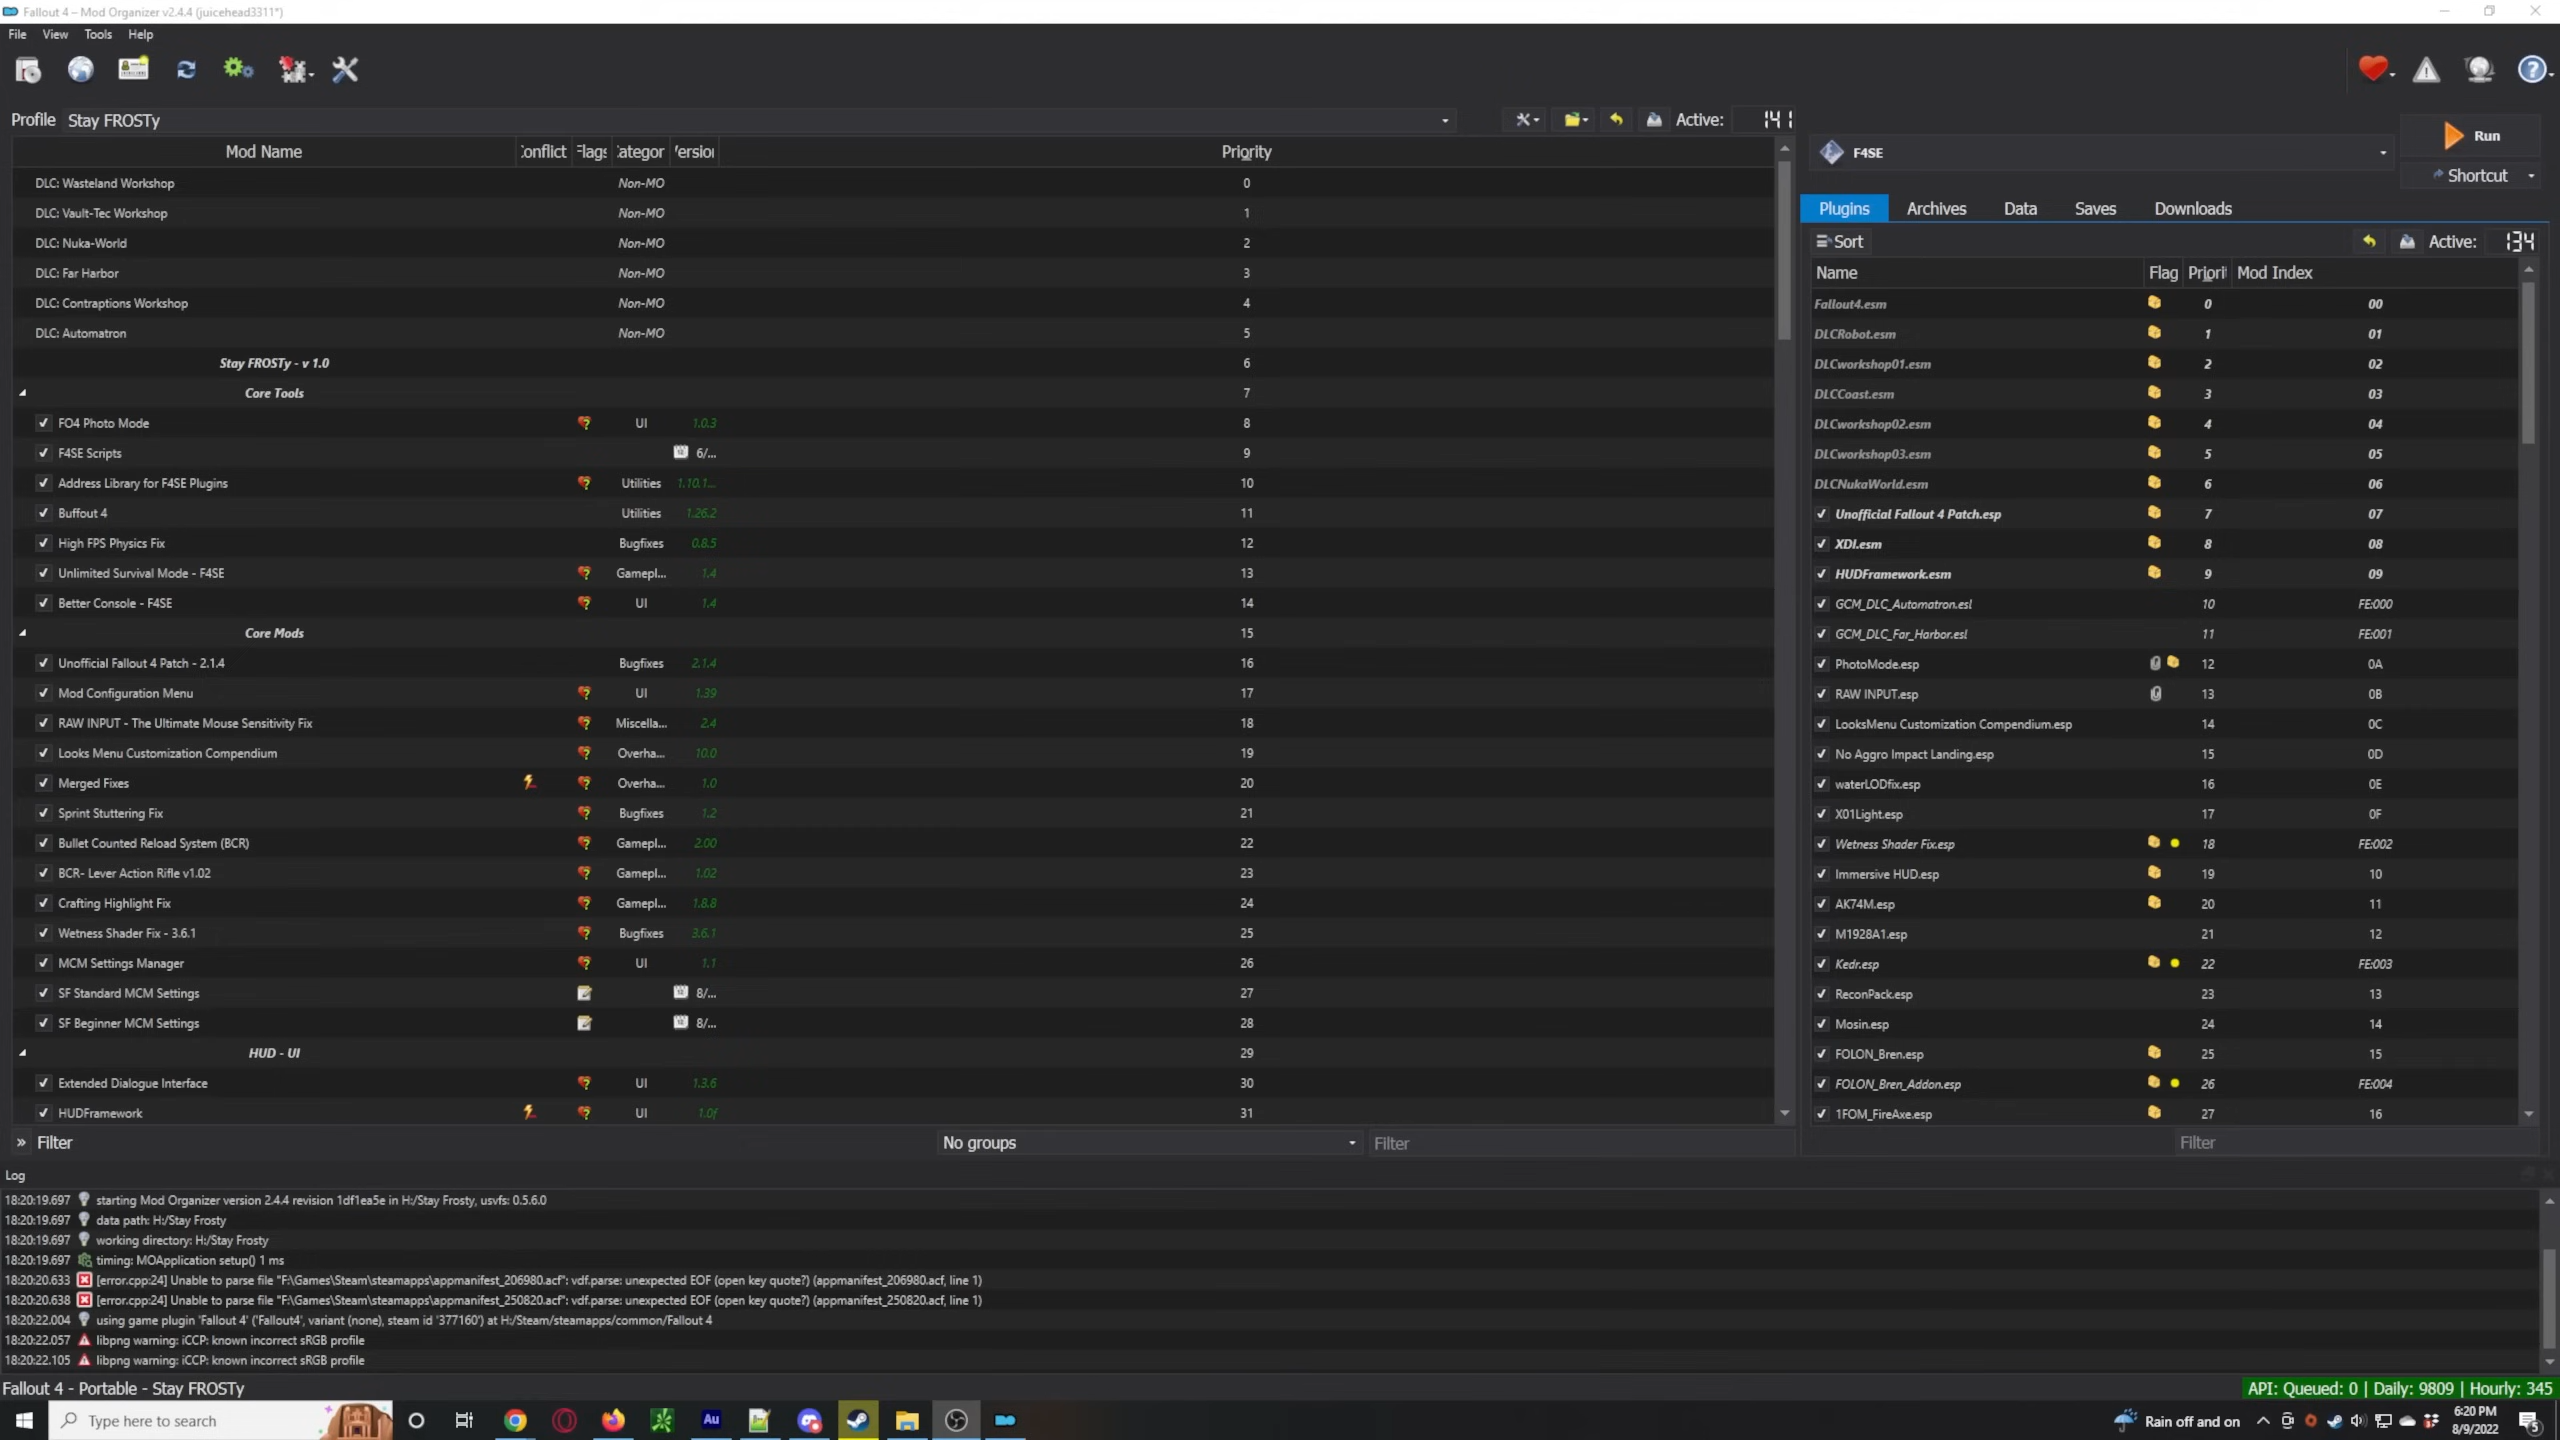 Fallout 4 – Mod Organizer v2.4.4 (juicehead3311*)
File View Tools Help
Profile Stay FROSTy Active: 141
Mod Name :onflict Flags :ategor 'ersion Priority
DLC: Wasteland Workshop Non-MO 0
DLC: Vault-Tec Workshop Non-MO 1
DLC: Nuka-World Non-MO 2
DLC: Far Harbor Non-MO 3
DLC: Contraptions Workshop Non-MO 4
DLC: Automatron Non-MO 5
Stay FROSTy - v 1.0 6
Core Tools 7
FO4 Photo Mode UI 1.0.3 8
F4SE Scripts 6/... 9
Address Library for F4SE Plugins Utilities 1.10.1... 10
Buffout 4 Utilities 1.26.2 11
High FPS Physics Fix Bugfixes 0.8.5 12
Unlimited Survival Mode - F4SE Gamepl... 1.4 13
Better Console - F4SE UI 1.4 14
Core Mods 15
Unofficial Fallout 4 Patch - 2.1.4 Bugfixes 2.1.4 16
Mod Configuration Menu UI 1.39 17
RAW INPUT - The Ultimate Mouse Sensitivity Fix Miscella... 2.4 18
Looks Menu Customization Compendium Overha... 10.0 19
Merged Fixes Overha... 1.0 20
Sprint Stuttering Fix Bugfixes 1.2 21
Bullet Counted Reload System (BCR) Gamepl... 2.00 22
BCR- Lever Action Rifle v1.02 Gamepl... 1.02 23
Crafting Highlight Fix Gamepl... 1.8.8 24
Wetness Shader Fix - 3.6.1 Bugfixes 3.6.1 25
MCM Settings Manager UI 1.1 26
SF Standard MCM Settings 8/... 27
SF Beginner MCM Settings 8/... 28
HUD - UI 29
Extended Dialogue Interface UI 1.3.6 30
HUDFramework UI 1.0f 31
» Filter No groups Filter
F4SE Run
Shortcut
Plugins Archives Data Saves Downloads
Sort Active: 134
Name Flag Priorit Mod Index
Fallout4.esm 0 00
DLCRobot.esm 1 01
DLCworkshop01.esm 2 02
DLCCoast.esm 3 03
DLCworkshop02.esm 4 04
DLCworkshop03.esm 5 05
DLCNukaWorld.esm 6 06
Unofficial Fallout 4 Patch.esp 7 07
XDI.esm 8 08
HUDFramework.esm 9 09
GCM_DLC_Automatron.esl 10 FE:000
GCM_DLC_Far_Harbor.esl 11 FE:001
PhotoMode.esp 12 0A
RAW INPUT.esp 13 0B
LooksMenu Customization Compendium.esp 14 0C
No Aggro Impact Landing.esp 15 0D
waterLODfix.esp 16 0E
X01Light.esp 17 0F
Wetness Shader Fix.esp 18 FE:002
Immersive HUD.esp 19 10
AK74M.esp 20 11
M1928A1.esp 21 12
Kedr.esp 22 FE:003
ReconPack.esp 23 13
Mosin.esp 24 14
FOLON_Bren.esp 25 15
FOLON_Bren_Addon.esp 26 FE:004
1FOM_FireAxe.esp 27 16
Filter
Log
18:20:19.697 starting Mod Organizer version 2.4.4 revision 1df1ea5e in H:/Stay Frosty, usvfs: 0.5.6.0
18:20:19.697 data path: H:/Stay Frosty
18:20:19.697 working directory: H:/Stay Frosty
18:20:19.697 timing: MOApplication setup() 1 ms
18:20:20.633 [error.cpp:24] Unable to parse file "F:\Games\Steam\steamapps\appmanifest_206980.acf": vdf.parse: unexpected EOF (open key quote?) (appmanifest_206980.acf, line 1)
18:20:20.638 [error.cpp:24] Unable to parse file "F:\Games\Steam\steamapps\appmanifest_250820.acf": vdf.parse: unexpected EOF (open key quote?) (appmanifest_250820.acf, line 1)
18:20:22.004 using game plugin 'Fallout 4' ('Fallout4', variant (none), steam id '377160') at H:/Steam/steamapps/common/Fallout 4
18:20:22.057 libpng warning: iCCP: known incorrect sRGB profile
18:20:22.105 libpng warning: iCCP: known incorrect sRGB profile
Fallout 4 - Portable - Stay FROSTy API: Queued: 0 | Daily: 9809 | Hourly: 345
Type here to search Au Rain off and on 6:20 PM
8/9/2022 5